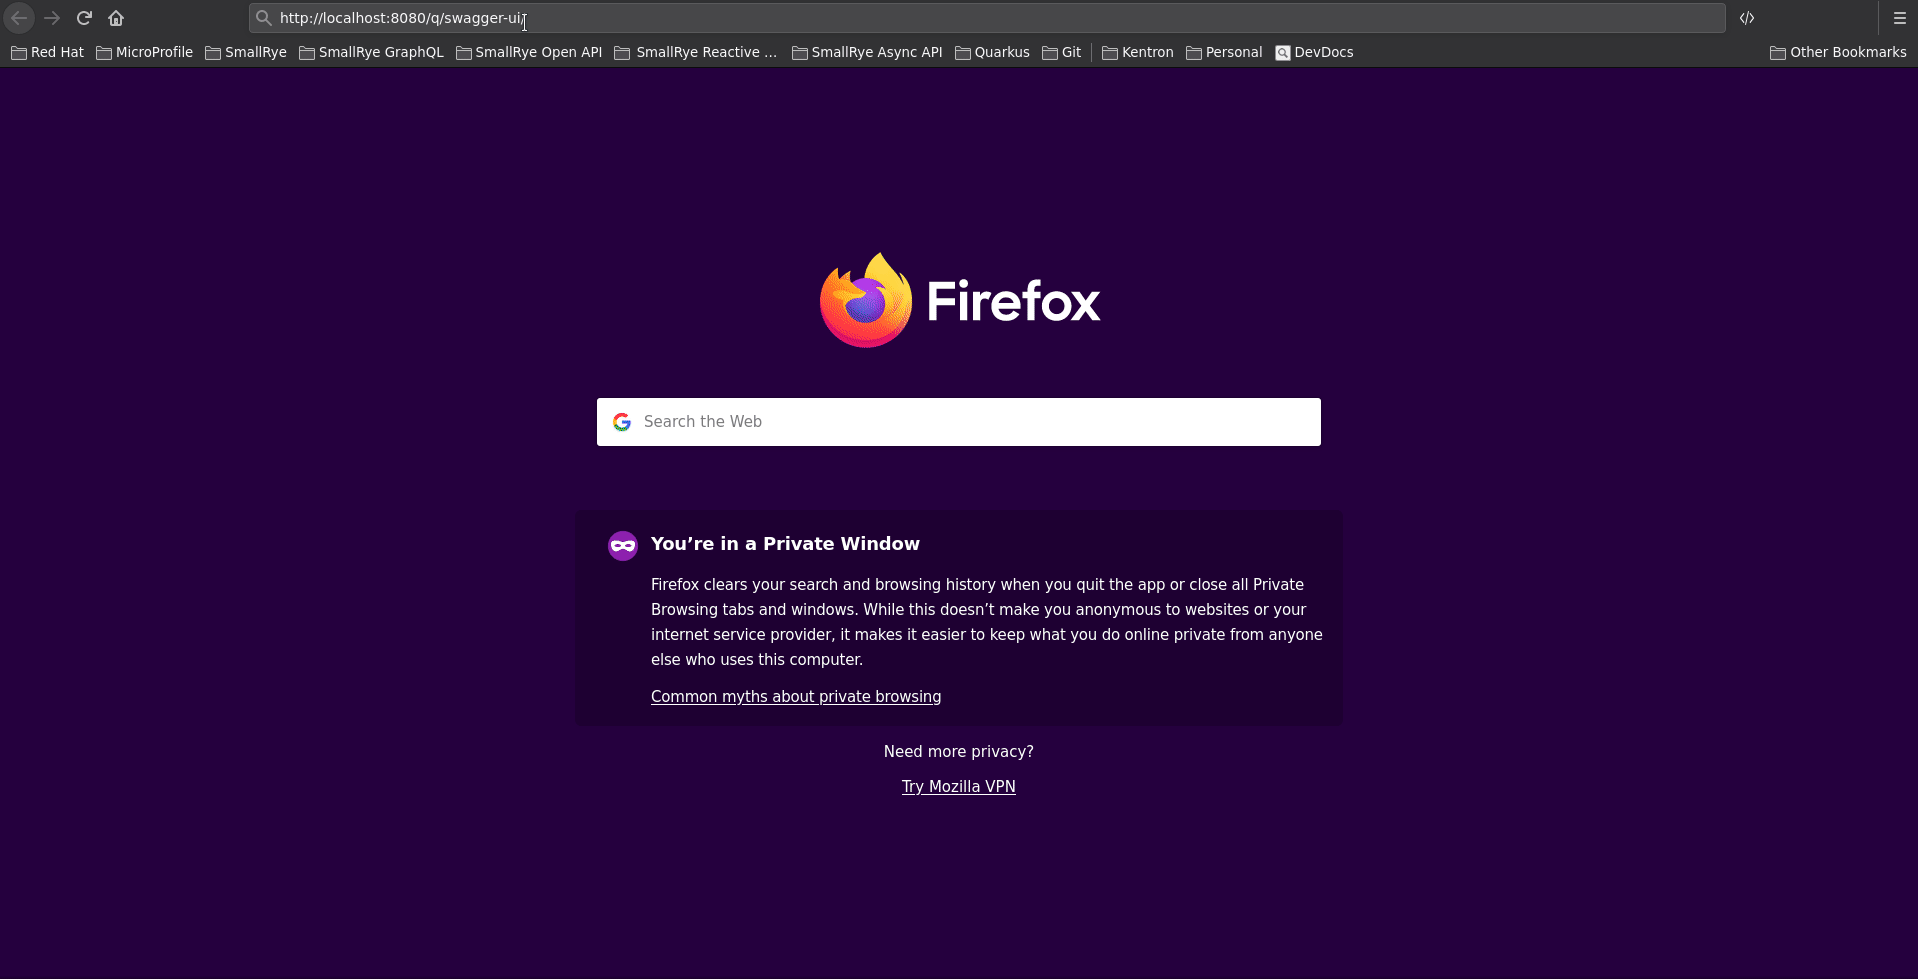 http://localhost:8080/q/swagger-ui/
Red Hat MicroProfile SmallRye SmallRye GraphQL SmallRye Open API SmallRye Reactive ... SmallRye Async API Quarkus Git Kentron Personal DevDocs Other Bookmarks
Firefox
Search the Web
You’re in a Private Window
Firefox clears your search and browsing history when you quit the app or close all Private
Browsing tabs and windows. While this doesn’t make you anonymous to websites or your
internet service provider, it makes it easier to keep what you do online private from anyone
else who uses this computer.
Common myths about private browsing
Need more privacy?
Try Mozilla VPN